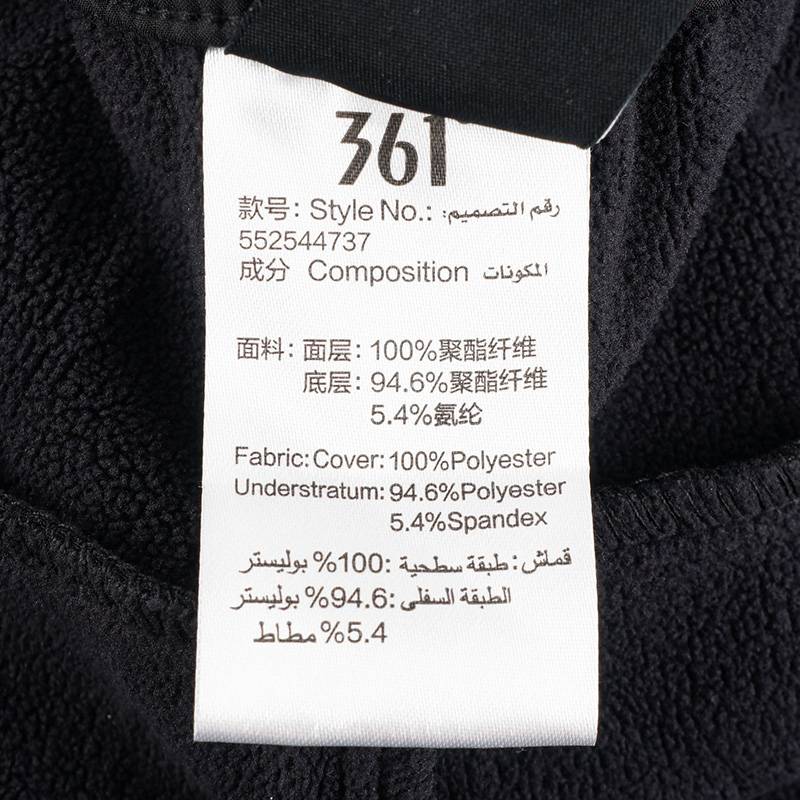 361°
款号: Style No.: رقم التصميم:
552544737
成分 Composition المكونات
面料: 面层: 100%聚酯纤维
底层: 94.6%聚酯纤维
5.4%氨纶
Fabric: Cover: 100%Polyester
Understratum: 94.6%Polyester
5.4%Spandex
قماش: طبقة سطحية :100% بوليستر
الطبقة السفلى :94.6% بوليستر
5.4% مطاط